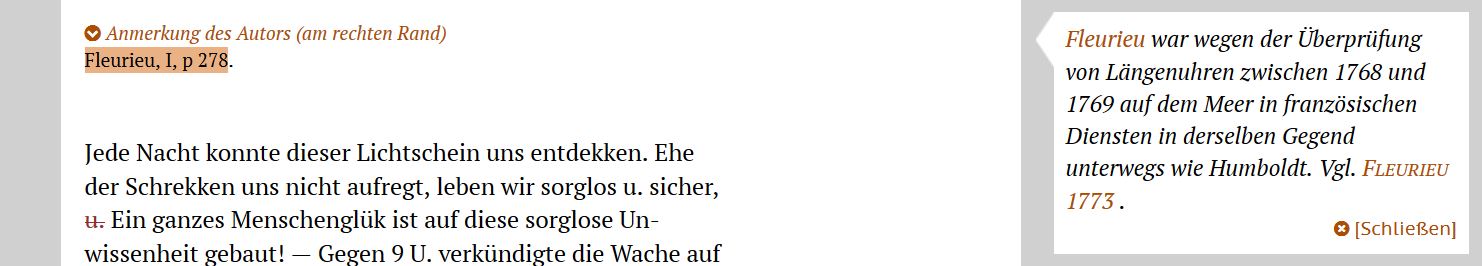 Anmerkung des Autors (am rechten Rand)
Fleurieu, I, p 278.
Jede Nacht konnte dieser Lichtschein uns entdekken. Ehe
der Schrekken uns nicht aufregt, leben wir sorglos u. sicher,
u. Ein ganzes Menschenglük ist auf diese sorglose Un-
wissenheit gebaut! — Gegen 9 U. verkündigte die Wache auf
Fleurieu war wegen der Überprüfung
von Längenuhren zwischen 1768 und
1769 auf dem Meer in französischen
Diensten in derselben Gegend
unterwegs wie Humboldt. Vgl. FLEURIEU
1773 .
[Schließen]